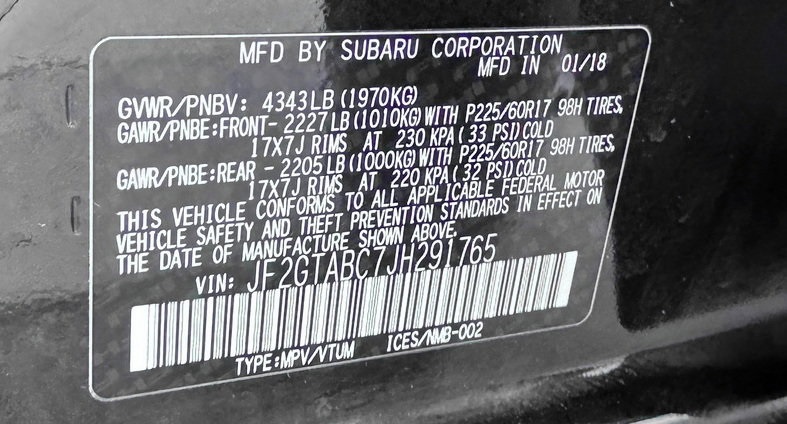 MFD BY SUBARU CORPORATION
MFD IN 01/18
GVWR/PNBV: 4343LB (1970KG)
GAWR/PNBE:FRONT- 2227LB (1010KG)WITH P225/60R17 98H TIRES,
17X7J RIMS AT 230 KPA( 33 PSI)COLD
GAWR/PNBE:REAR - 2205LB (1000KG)WITH P225/60R17 98H TIRES,
17X7J RIMS AT 220 KPA( 32 PSI)COLD
THIS VEHICLE CONFORMS TO ALL APPLICABLE FEDERAL MOTOR
VEHICLE SAFETY AND THEFT PREVENTION STANDARDS IN EFFECT ON
THE DATE OF MANUFACTURE SHOWN ABOVE.
VIN: JF2GTABC7JH291765
TYPE:MPV/VTUM ICES/NMB-002